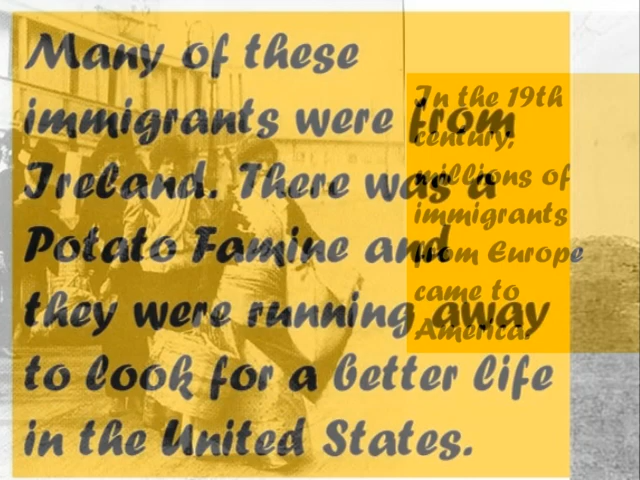 Many of these
immigrants were from
Ireland. There was a
Potato Famine and
they were running away
to look for a better life
in the United States.
In the 19th
century,
millions of
immigrants
from Europe
came to
America.